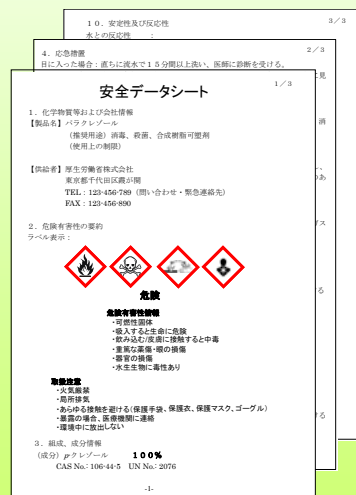 ３／３
１０．安定性及び反応性
水との反応性　：
２／３
４．応急措置
目に入った場合：直ちに流水で１５分間以上洗い、医師に診断を受ける。
１／３
安全データシート
１．化学物質等および会社情報
【製品名】パラクレゾール
（推奨用途）消毒、殺菌、合成樹脂可塑剤
（使用上の制限）
【供給者】厚生労働省株式会社
東京都千代田区霞が関
TEL：123-456-789（問い合わせ・緊急連絡先）
FAX：123-456-890
２．危険有害性の要約
ラベル表示：
危険
危険有害性情報
・可燃性固体
・吸入すると生命に危険
・飲み込む/皮膚に接触すると中毒
・重篤な薬傷・眼の損傷
・器官の損傷
・水生生物に毒性あり
取扱注意
・火気厳禁
・局所排気
・あらゆる接触を避ける（保護手袋、保護衣、保護マスク、ゴーグル）
・暴露の場合、医療機関に連絡
・環境中に放出しない
３．組成、成分情報
（成分）pクレゾール　１００％
CAS No.: 106-44-5　UN No.: 2076
-1-